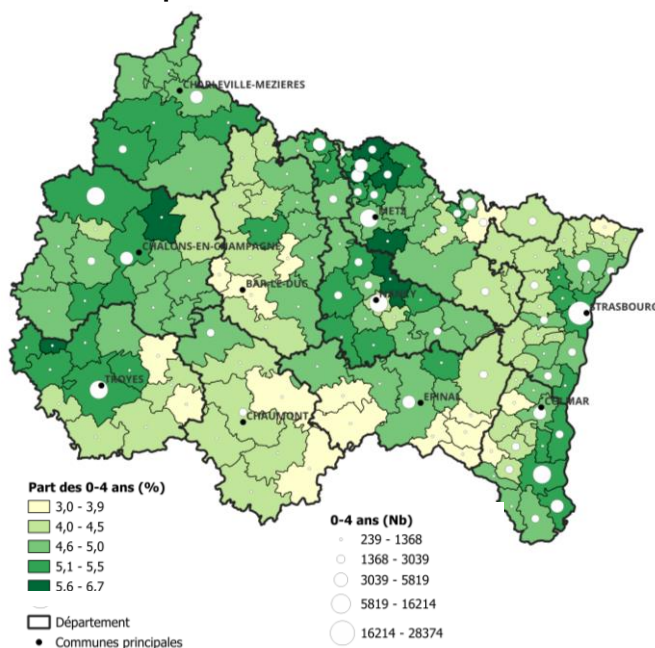 CHARLEVILLE-MEZIERES
METZ
CHALONS-EN-CHAMPAGNE
BAR-LE-DUC
NANCY
STRASBOURG
TROYES
EPINAL
COLMAR
CHAUMONT
Part des 0-4 ans (%)
3,0 - 3,9
4,0 - 4,5
4,6 - 5,0
5,1 - 5,5
5,6 - 6,7
Département
Communes principales
0-4 ans (Nb)
239 - 1368
1368 - 3039
3039 - 5819
5819 - 16214
16214 - 28374